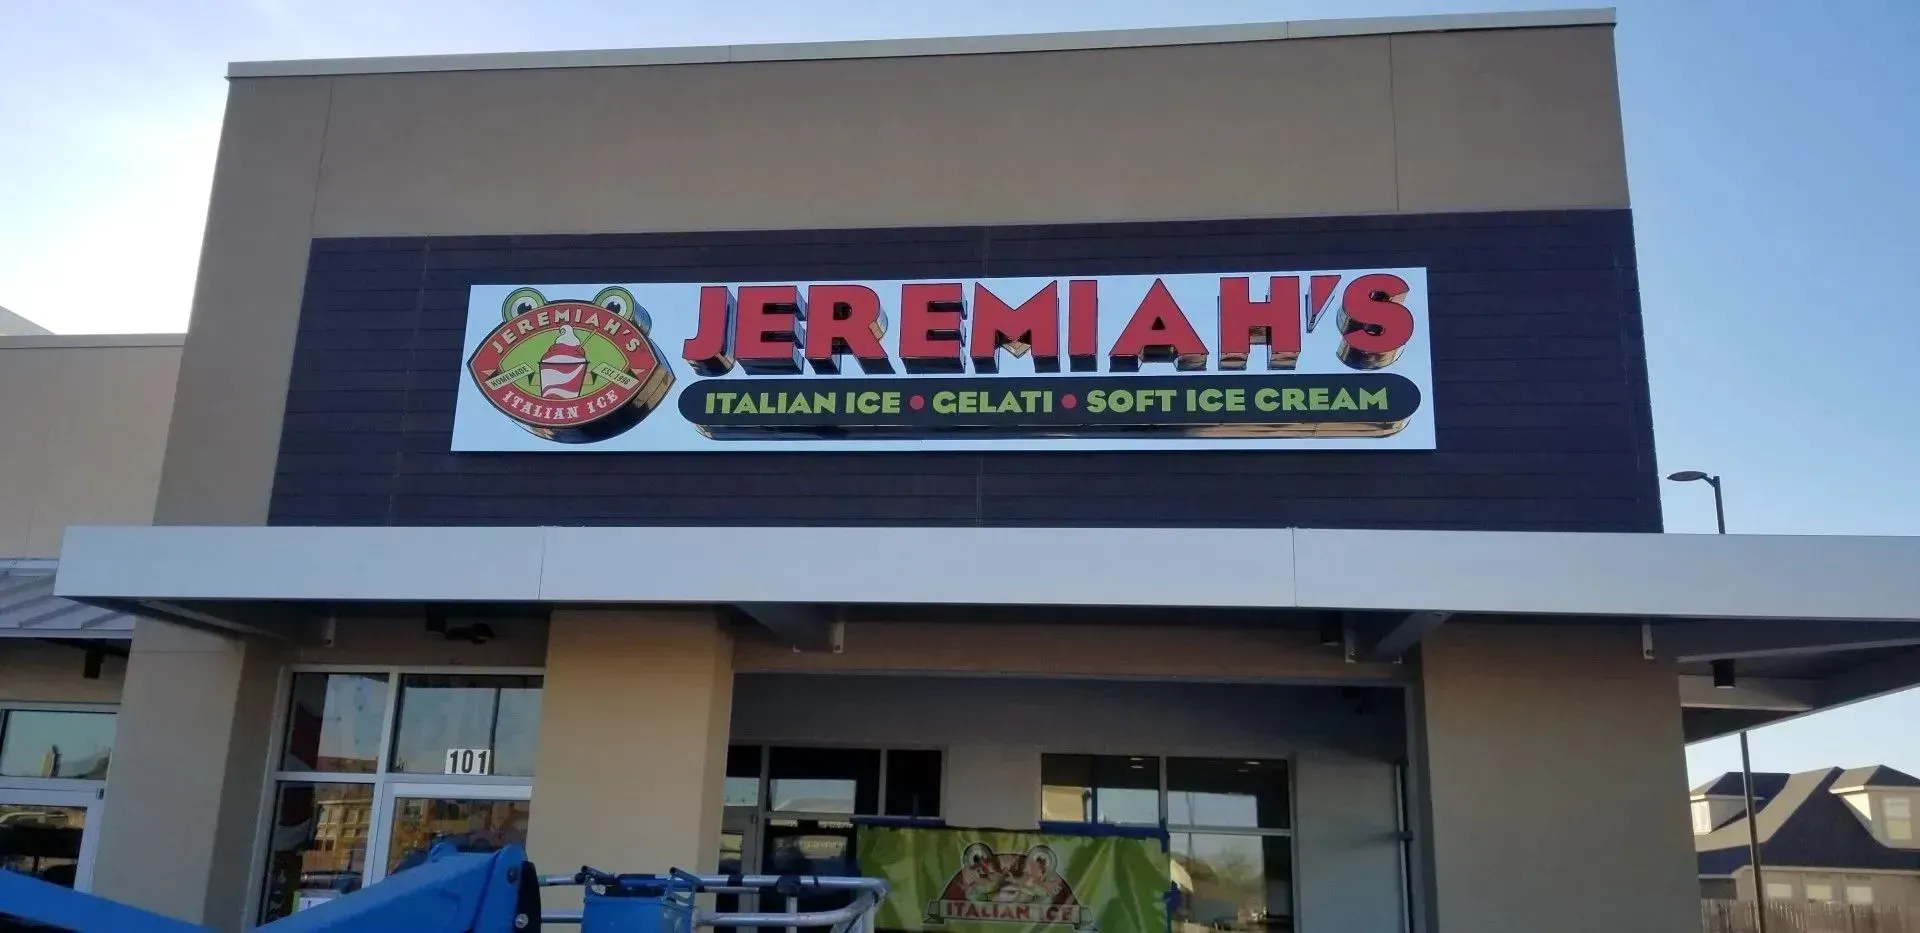 JEREMIAH'S
HOMEMADE
EST. 1996
ITALIAN ICE
JEREMIAH'S
ITALIAN ICE • GELATI • SOFT ICE CREAM
101
ITALIAN ICE